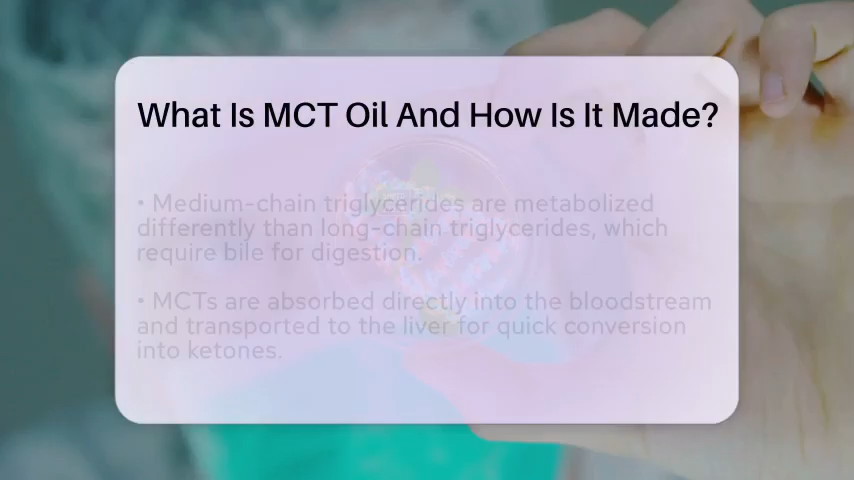 What Is MCT Oil And How Is It Made?
• Medium-chain triglycerides are metabolized
differently than long-chain triglycerides, which
require bile for digestion.
• MCTs are absorbed directly into the bloodstream
and transported to the liver for quick conversion
into ketones.